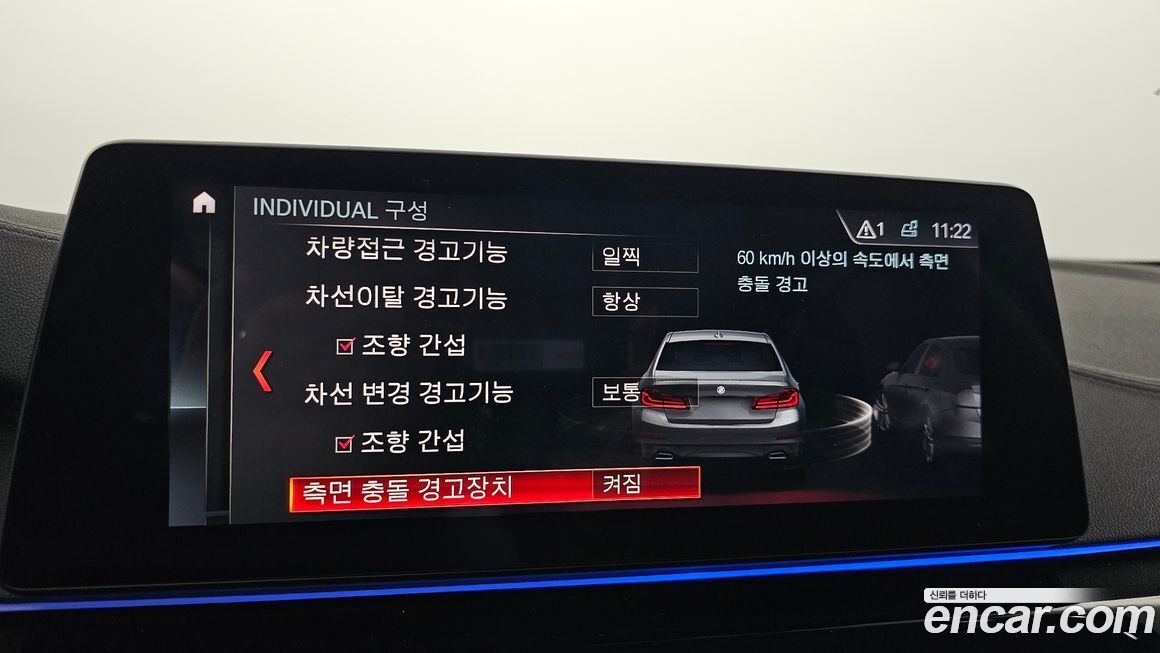 INDIVIDUAL 구성
1 11:22
차량접근 경고기능 일찍
차선이탈 경고기능 항상
조향 간섭
차선 변경 경고기능 보통
조향 간섭
측면 충돌 경고장치 켜짐
60 km/h 이상의 속도에서 측면
충돌 경고
신뢰를 더하다
encar.com